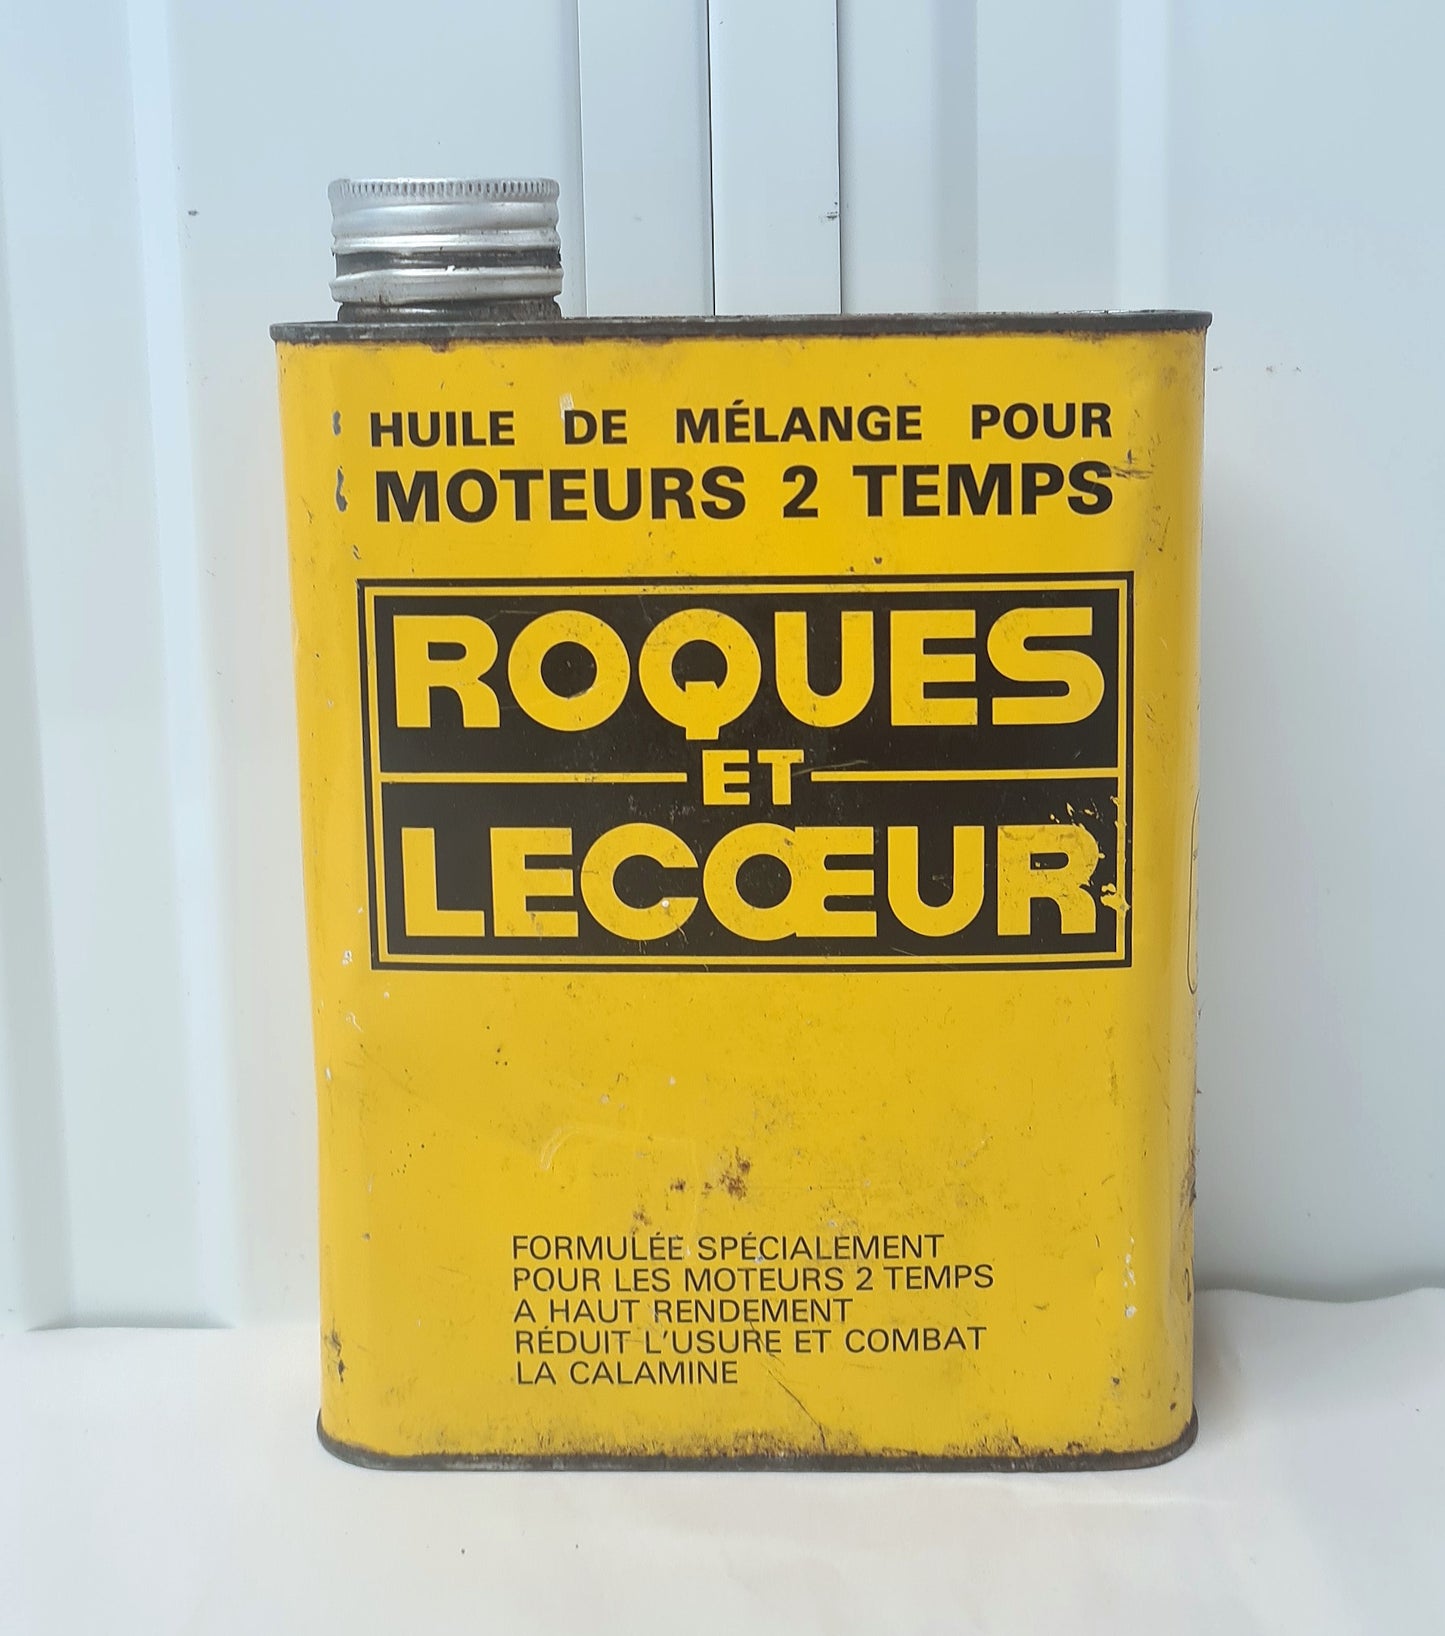 HUILE DE MÉLANGE POUR
MOTEURS 2 TEMPS
ROQUES
ET
LECŒUR
FORMULÉE SPÉCIALEMENT
POUR LES MOTEURS 2 TEMPS
A HAUT RENDEMENT
RÉDUIT L'USURE ET COMBAT
LA CALAMINE